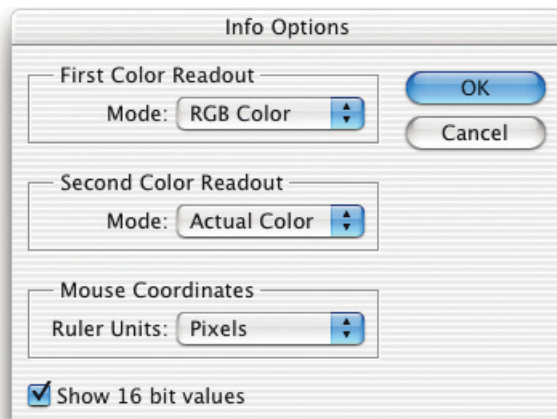 Info Options
First Color Readout
Mode: RGB Color
OK
Cancel
Second Color Readout
Mode: Actual Color
Mouse Coordinates
Ruler Units: Pixels
Show 16 bit values